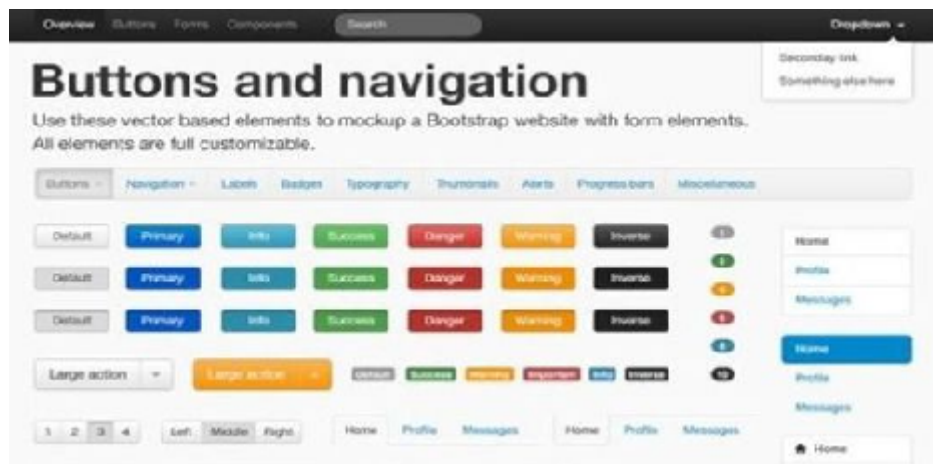 Overview Buttons Forms Components Search Dropdown
Seconday link
Something else here
Buttons and navigation
Use these vector based elements to mockup a Bootstrap website with form elements.
All elements are full customizable.
Buttons Navigation Labels Badges Typography Thumbnails Alerts Progress bars Miscellaneous
Default Primary Info Success Danger Warning Inverse
Default Primary Info Success Danger Warning Inverse
Default Primary Info Success Danger Warning Inverse
Home
Profile
Messages
Home
Profile
Messages
Home
Large action Large action Default Success Warning Important Info Inverse 10
1 2 3 4 Left Middle Right Home Profile Messages Home Profile Messages